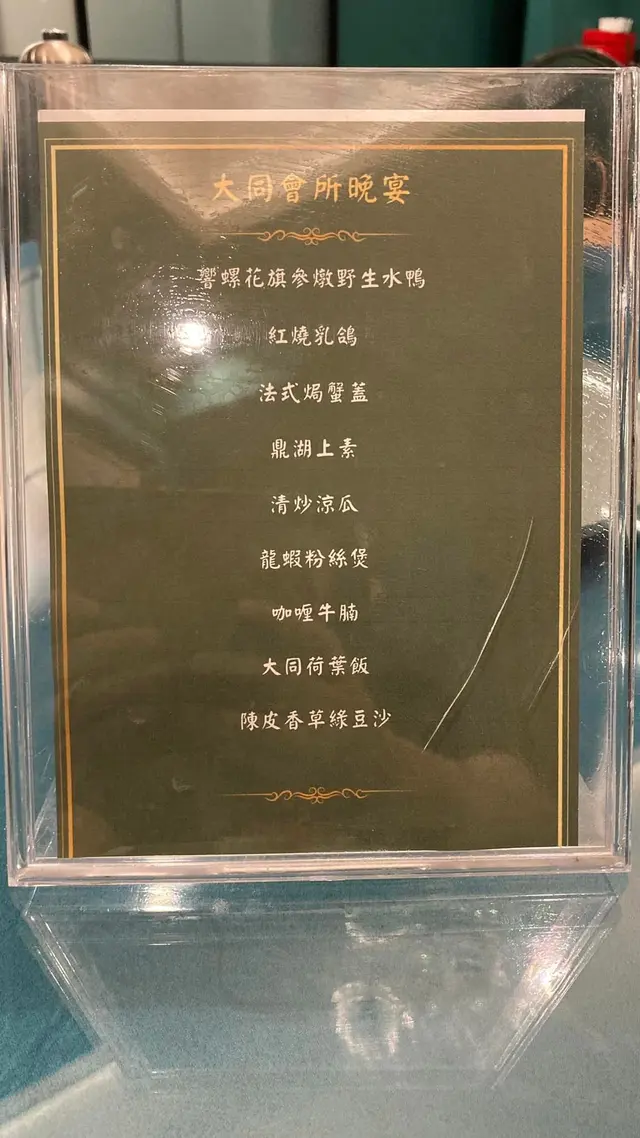 大同會所晚宴
響螺花旗參燉野生水鴨
紅燒乳鴿
法式焗蟹蓋
鼎湖上素
清炒涼瓜
龍蝦粉絲煲
咖喱牛腩
大同荷葉飯
陳皮香草綠豆沙